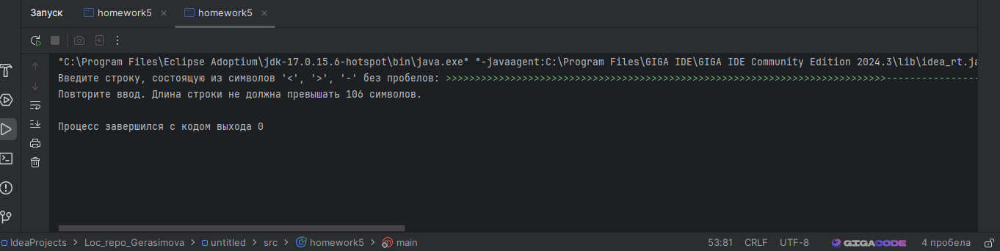 Запуск homework5 homework5
"C:\Program Files\Eclipse Adoptium\jdk-17.0.15.6-hotspot\bin\java.exe" "-javaagent:C:\Program Files\GIGA IDE\GIGA IDE Community Edition 2024.3\lib\idea_rt.ja
Введите строку, состоящую из символов '<', '>', '-' без пробелов: >>>>>>>>>>>>>>>>>>>>>>>>>>>>>>>>>>>>>>>>>>>>>>>>>>>>>>>>>>>>>>>>>>>>>>>>>>>---------------
Повторите ввод. Длина строки не должна превышать 106 символов.
Процесс завершился с кодом выхода 0
IdeaProjects > Loc_repo_Gerasimova > untitled > src > homework5 > main 53:81 CRLF UTF-8 GIGACODE 4 пробела